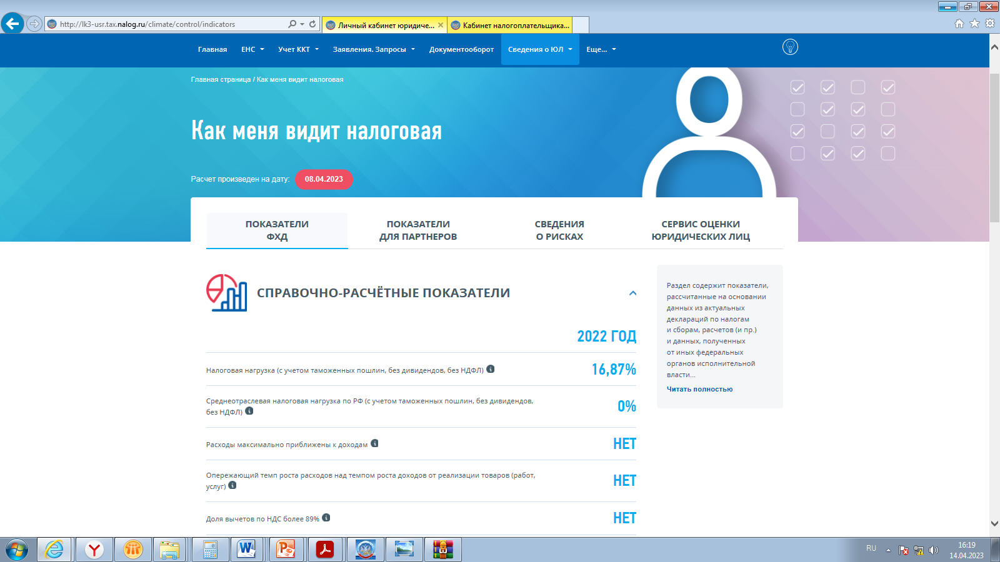 http://lk3-usr.tax.nalog.ru/climate/control/indicators
Личный кабинет юридиче...
Кабинет налогоплательщика...
Главная
ЕНС
Учет ККТ
Заявления. Запросы
Документооборот
Сведения о ЮЛ
Еще...
Главная страница / Как меня видит налоговая
Как меня видит налоговая
Расчет произведен на дату: 08.04.2023
ПОКАЗАТЕЛИ
ФХД
ПОКАЗАТЕЛИ
ДЛЯ ПАРТНЕРОВ
СВЕДЕНИЯ
О РИСКАХ
СЕРВИС ОЦЕНКИ
ЮРИДИЧЕСКИХ ЛИЦ
СПРАВОЧНО-РАСЧЁТНЫЕ ПОКАЗАТЕЛИ
2022 ГОД
Налоговая нагрузка (с учетом таможенных пошлин, без дивидендов, без НДФЛ)
16,87%
Среднеотраслевая налоговая нагрузка по РФ (с учетом таможенных пошлин, без дивидендов,
без НДФЛ)
0%
Расходы максимально приближены к доходам
НЕТ
Опережающий темп роста расходов над темпом роста доходов от реализации товаров (работ,
услуг)
НЕТ
Доля вычетов по НДС более 89%
НЕТ
Раздел содержит показатели,
рассчитанные на основании
данных из актуальных
деклараций по налогам
и сборам, расчетов (и пр.)
и данных, полученных
от иных федеральных
органов исполнительной
власти...
Читать полностью
RU
16:19
14.04.2023